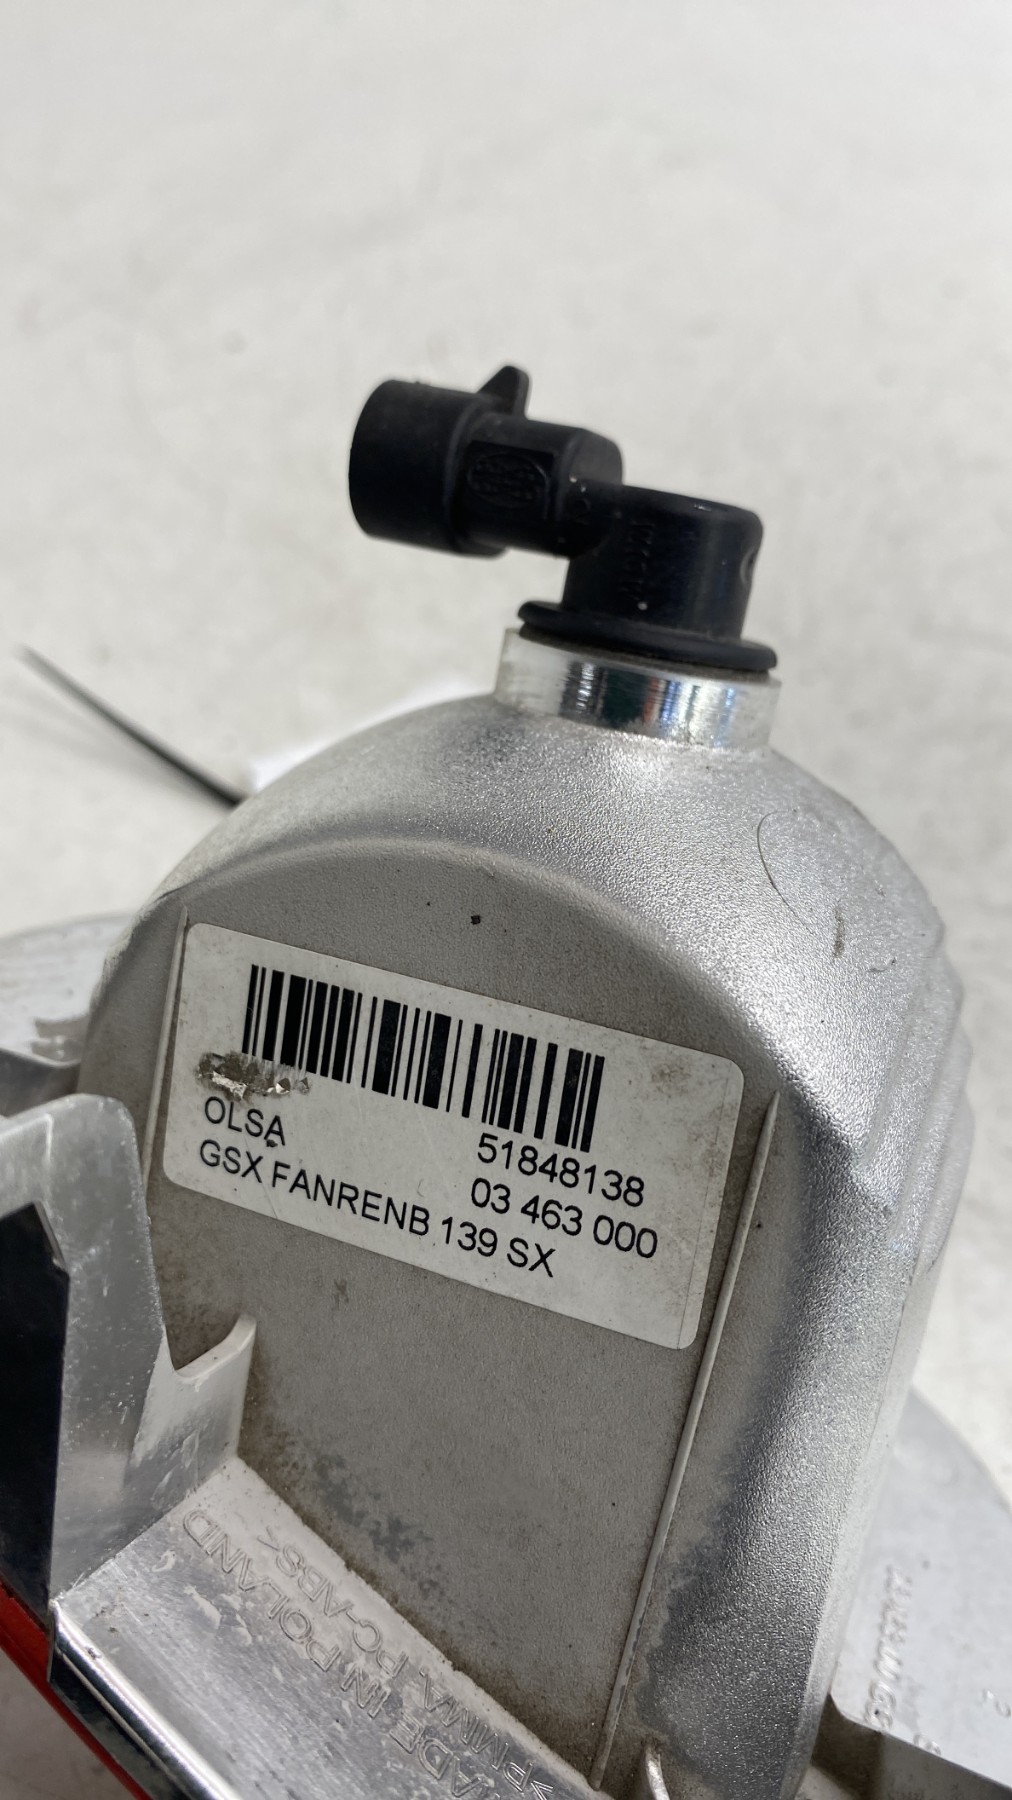 OLSA
51848138
03 463 000
GSX FANRENB 139 SX
MADE IN POLAND
>PMMA, PC-ABS<